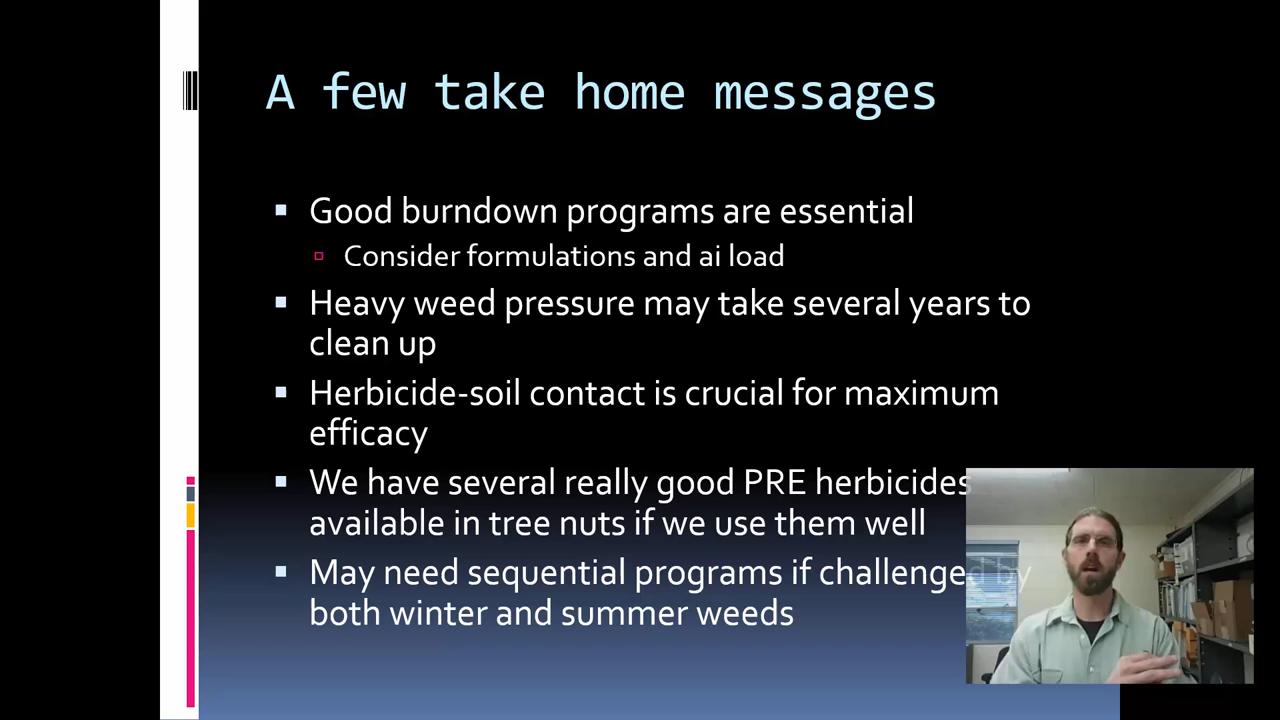 A few take home messages
Good burndown programs are essential
Consider formulations and ai load
Heavy weed pressure may take several years to
clean up
Herbicide-soil contact is crucial for maximum
efficacy
We have several really good PRE herbicides
available in tree nuts if we use them well
May need sequential programs if challenged by
both winter and summer weeds